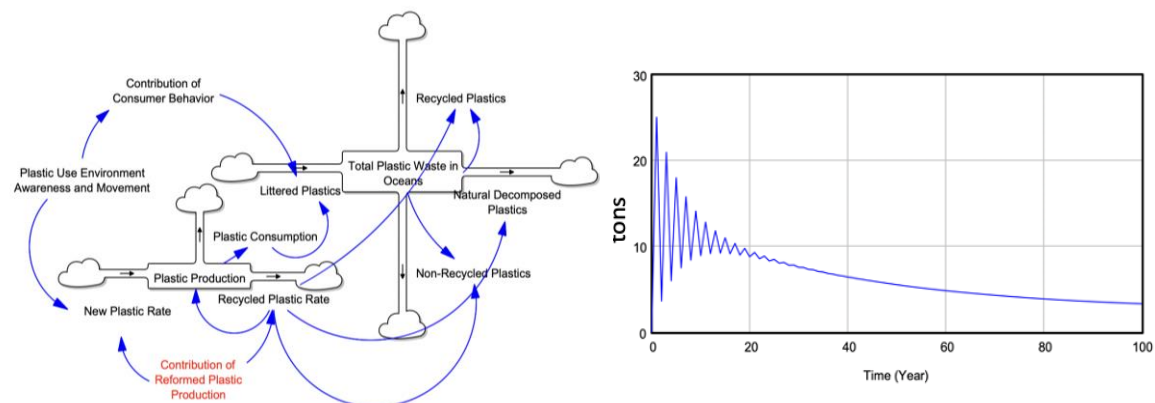 Contribution of
Consumer Behavior
Recycled Plastics
Plastic Use Environment
Awareness and Movement
Total Plastic Waste in
Oceans
Littered Plastics
Natural Decomposed
Plastics
Plastic Consumption
Plastic Production
Non-Recycled Plastics
Recycled Plastic Rate
New Plastic Rate
Contribution of
Reformed Plastic
Production
30
20
10
0
tons
0 20 40 60 80 100
Time (Year)